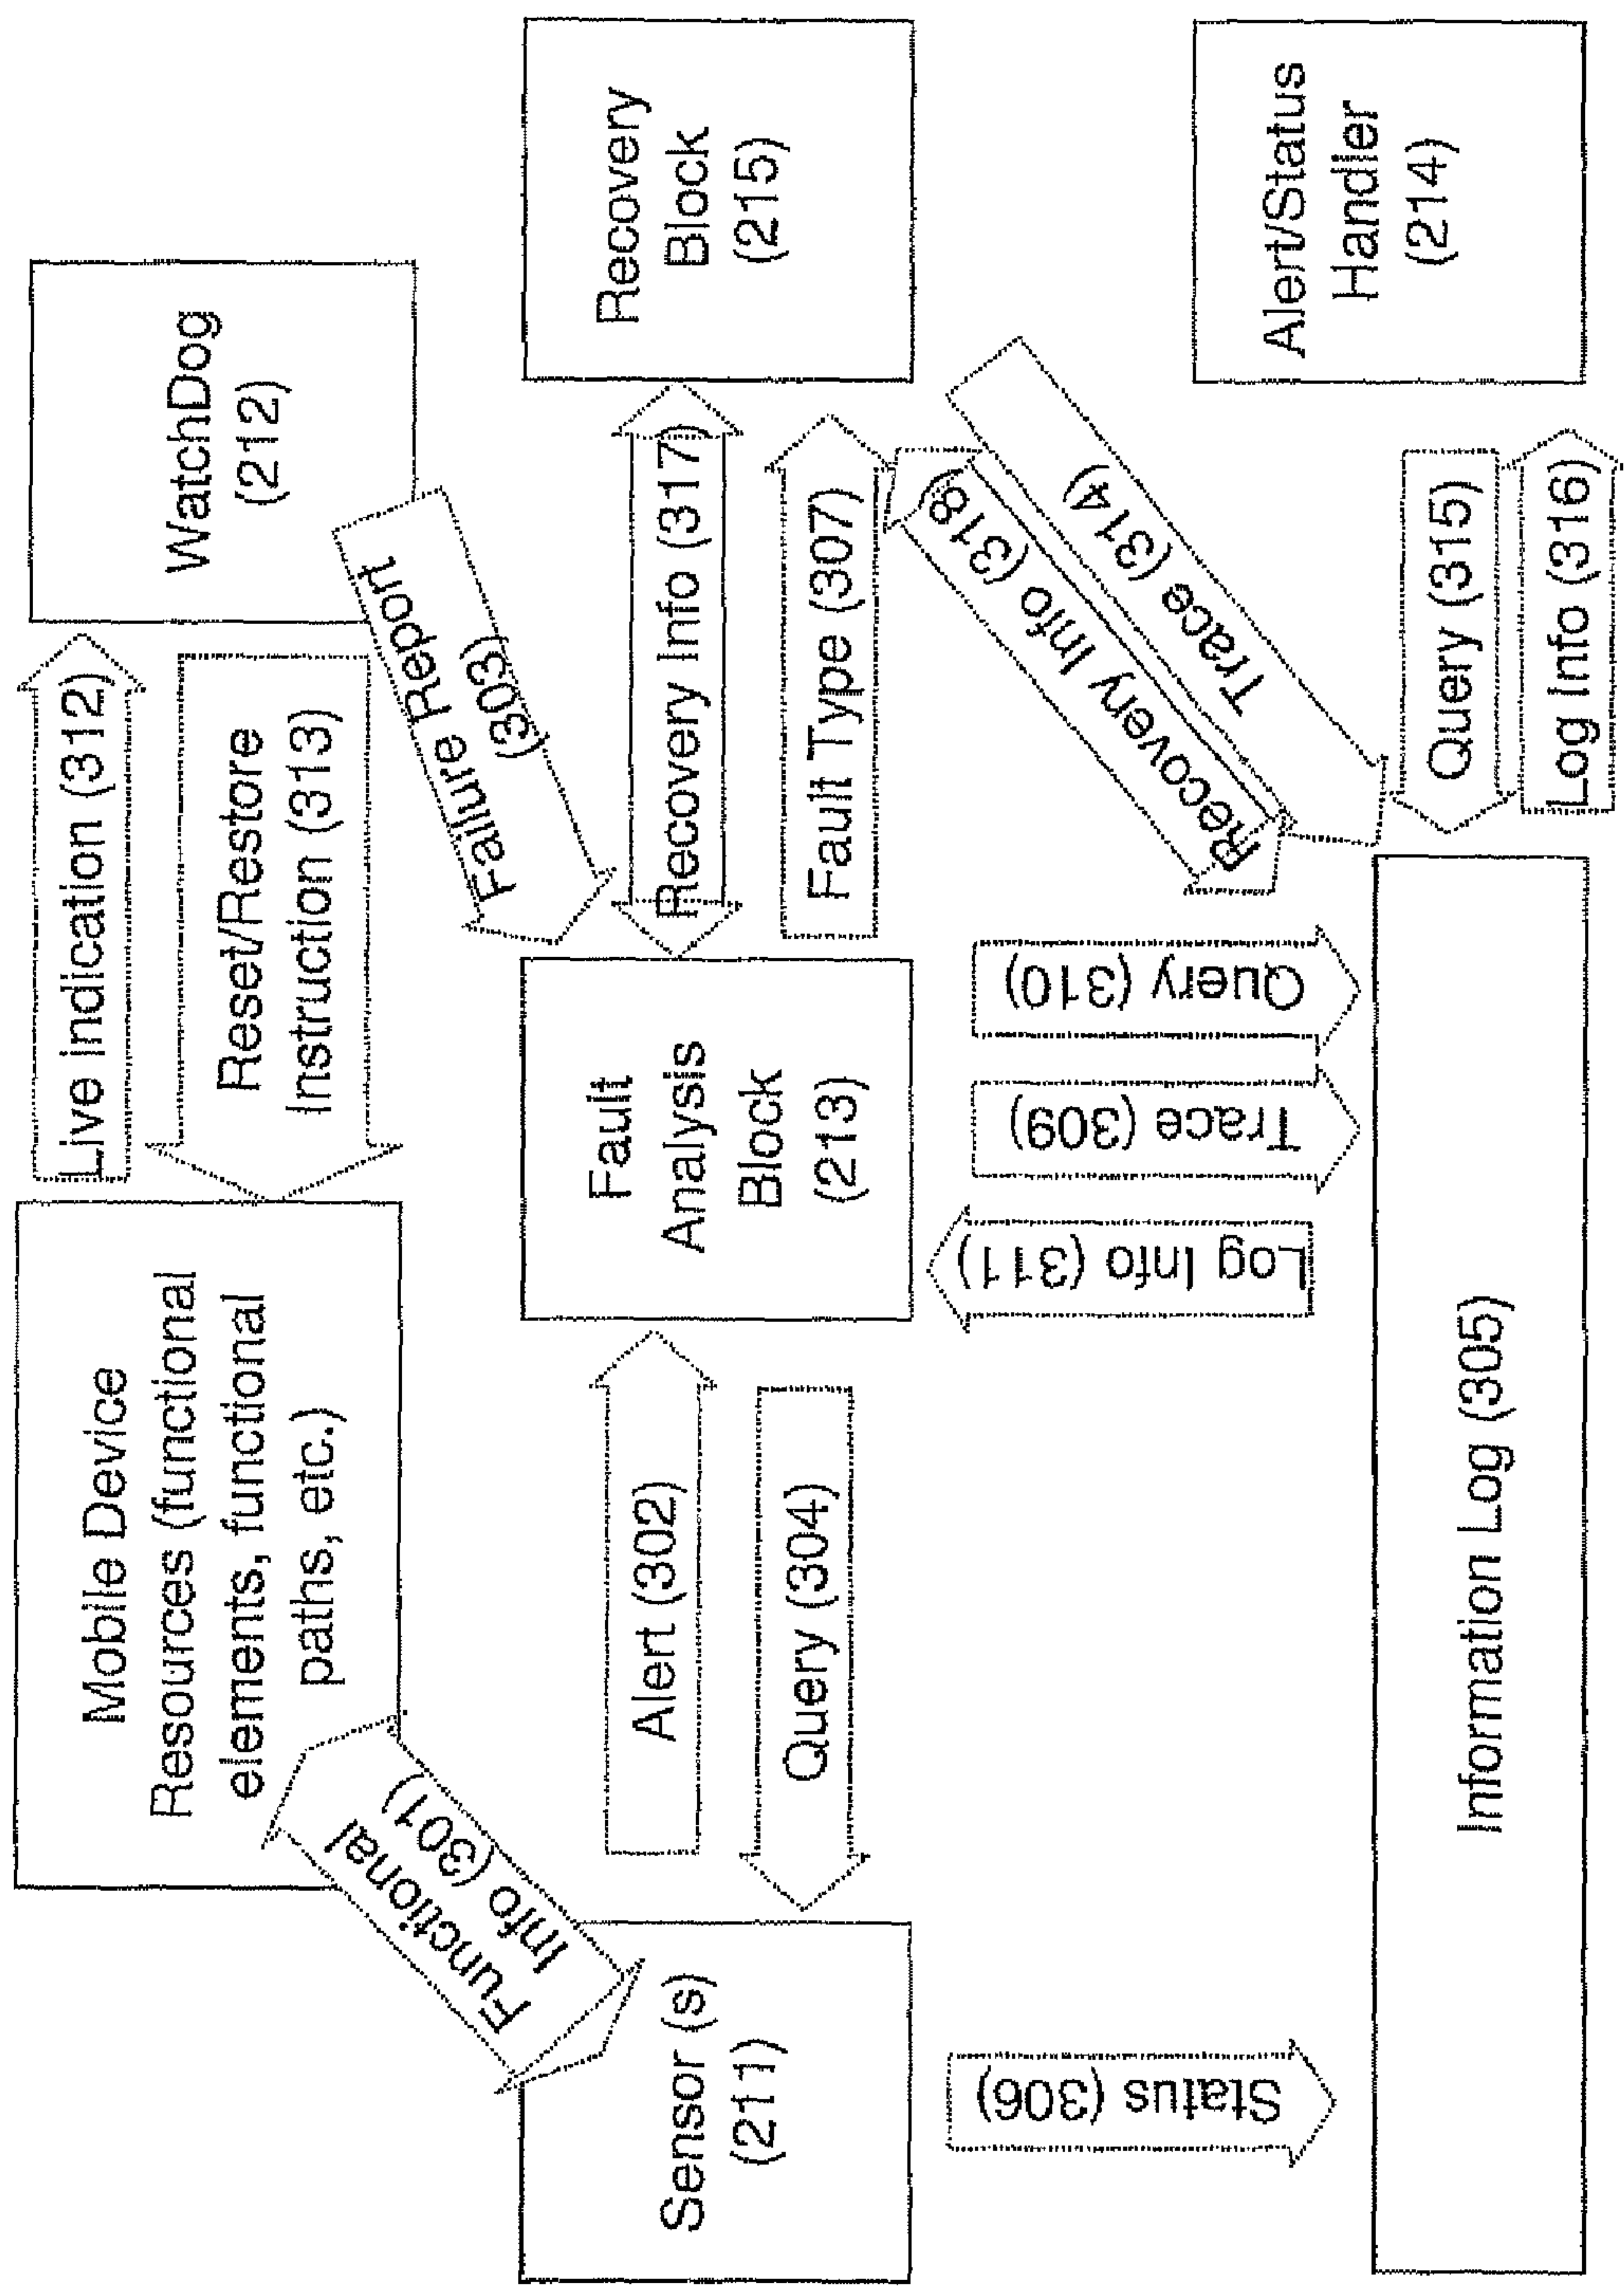 Mobile Device
Resources (functional
elements, functional
paths, etc.)
Live Indication (312)
Reset/Restore
Instruction (313)
WatchDog
(212)
Functional
Info (301)
Failure Report
(303)
Sensor (s)
(211)
Alert (302)
Query (304)
Fault
Analysis
Block
(213)
Recovery Info (317)
Fault Type (307)
Recovery
Block
(215)
Status (306)
Log Info (311)
Trace (309)
Query (310)
Recovery Info (318)
Trace (314)
Information Log (305)
Query (315)
Log Info (316)
Alert/Status
Handler
(214)